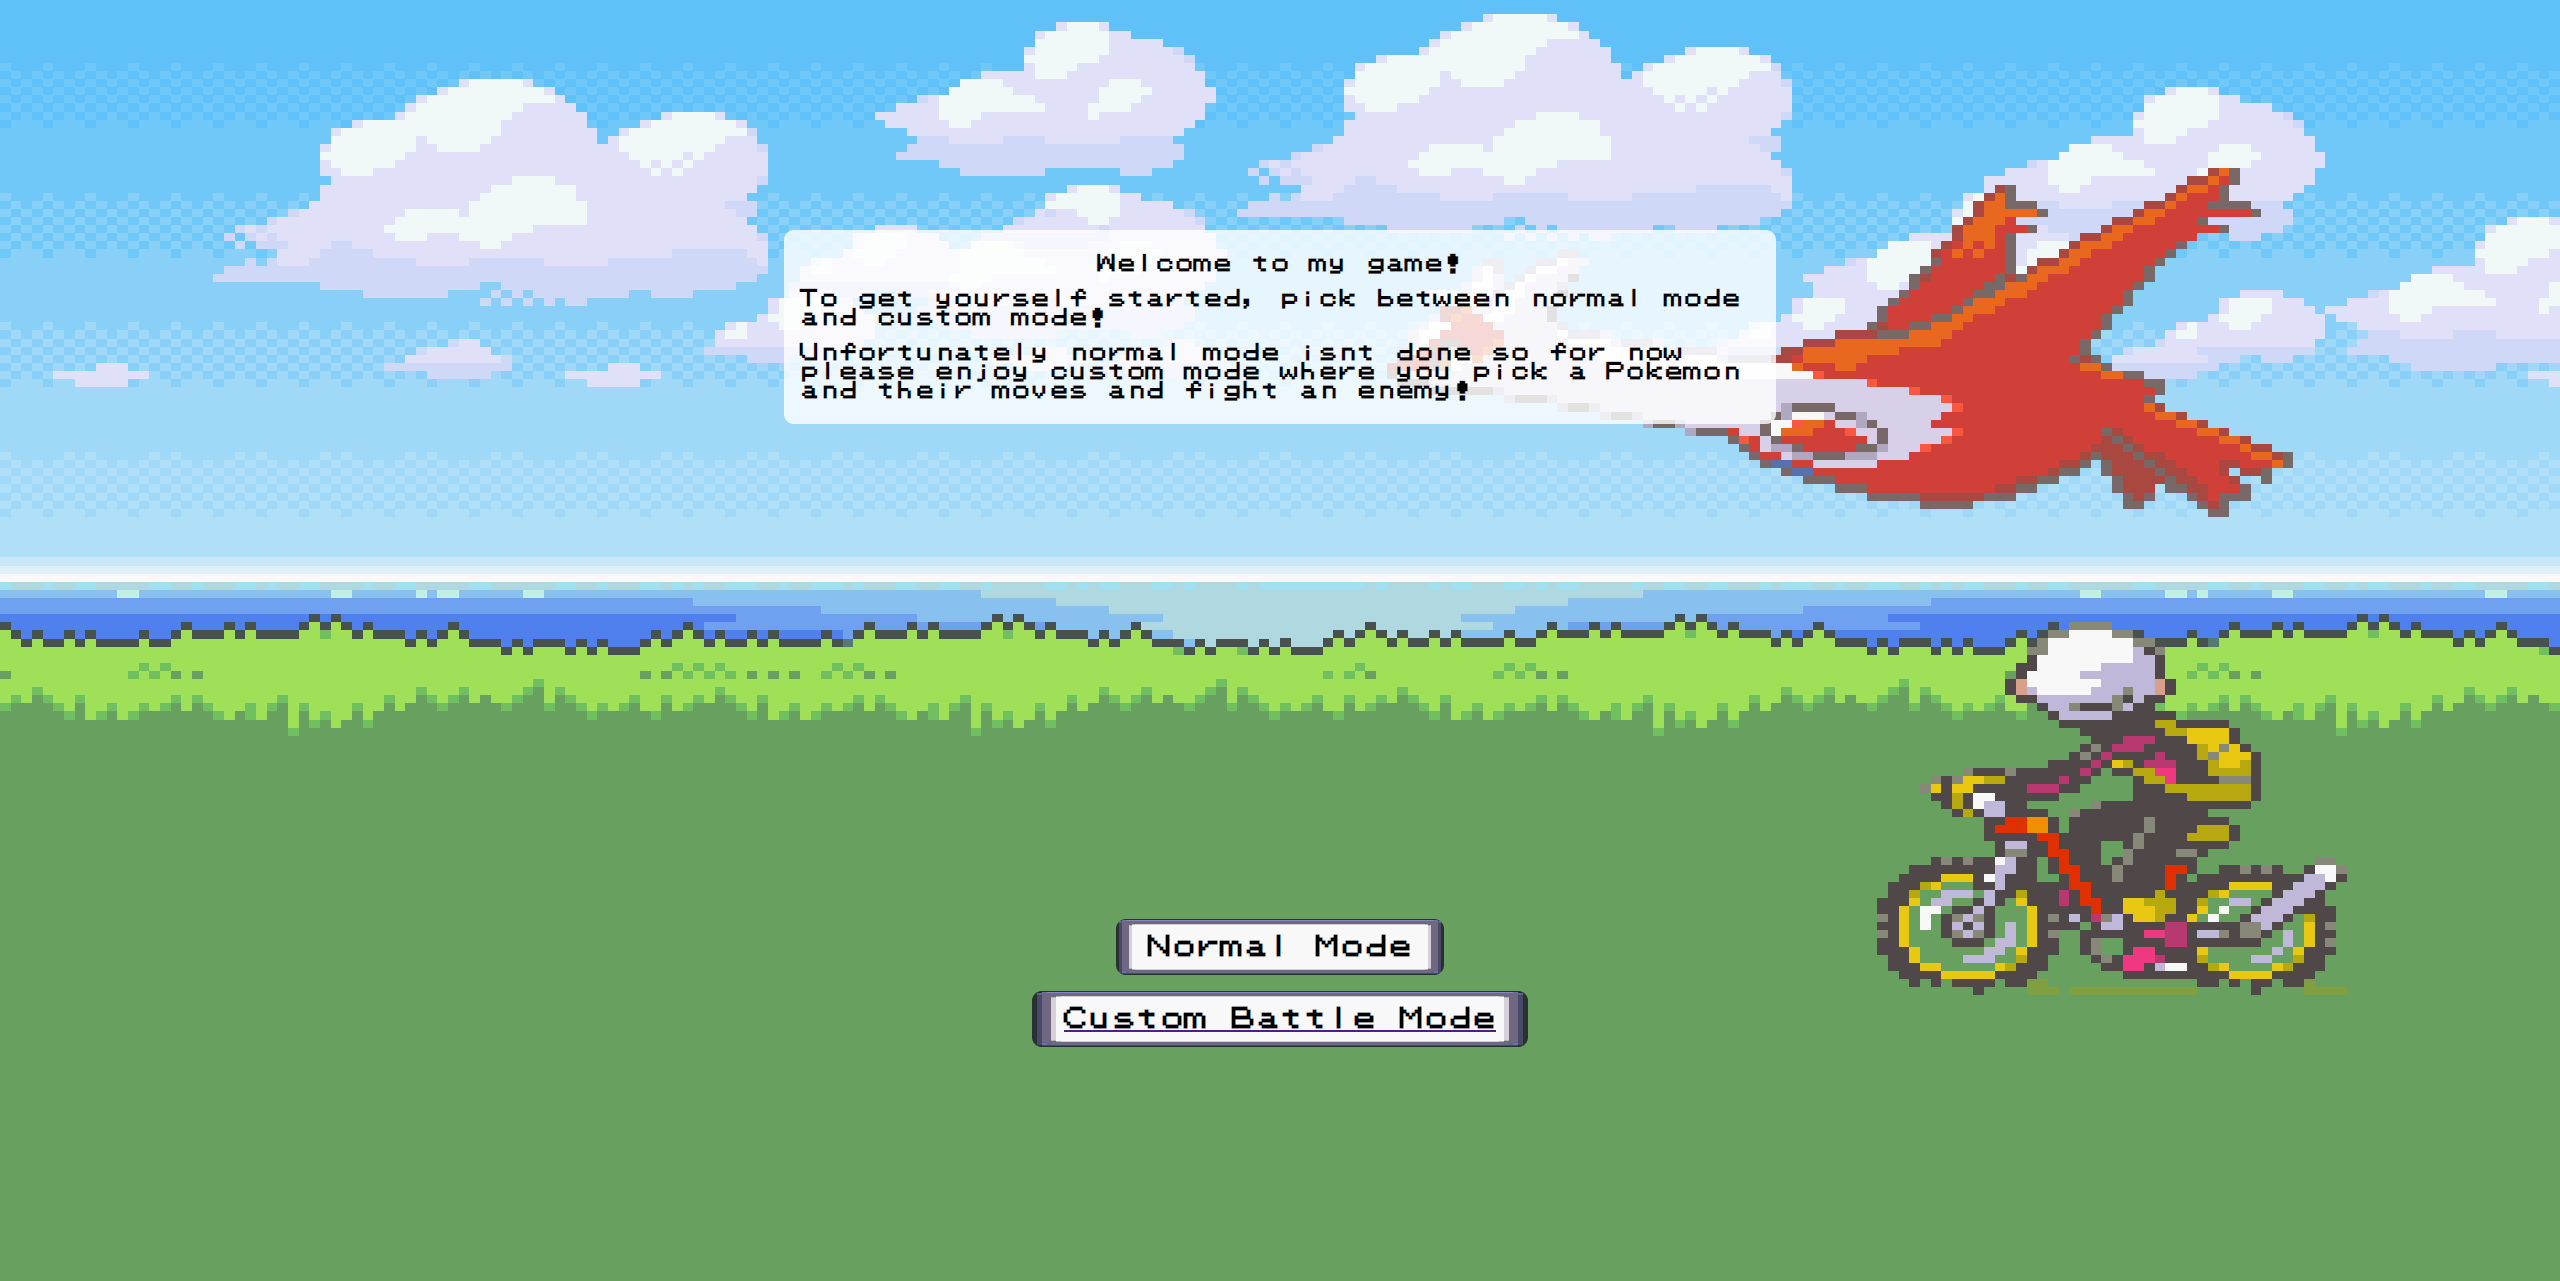 Welcome to my game!
To get yourself started, pick between normal mode
and custom mode!
Unfortunately normal mode isnt done so for now
please enjoy custom mode where you pick a Pokemon
and their moves and fight an enemy!
Normal Mode
Custom Battle Mode